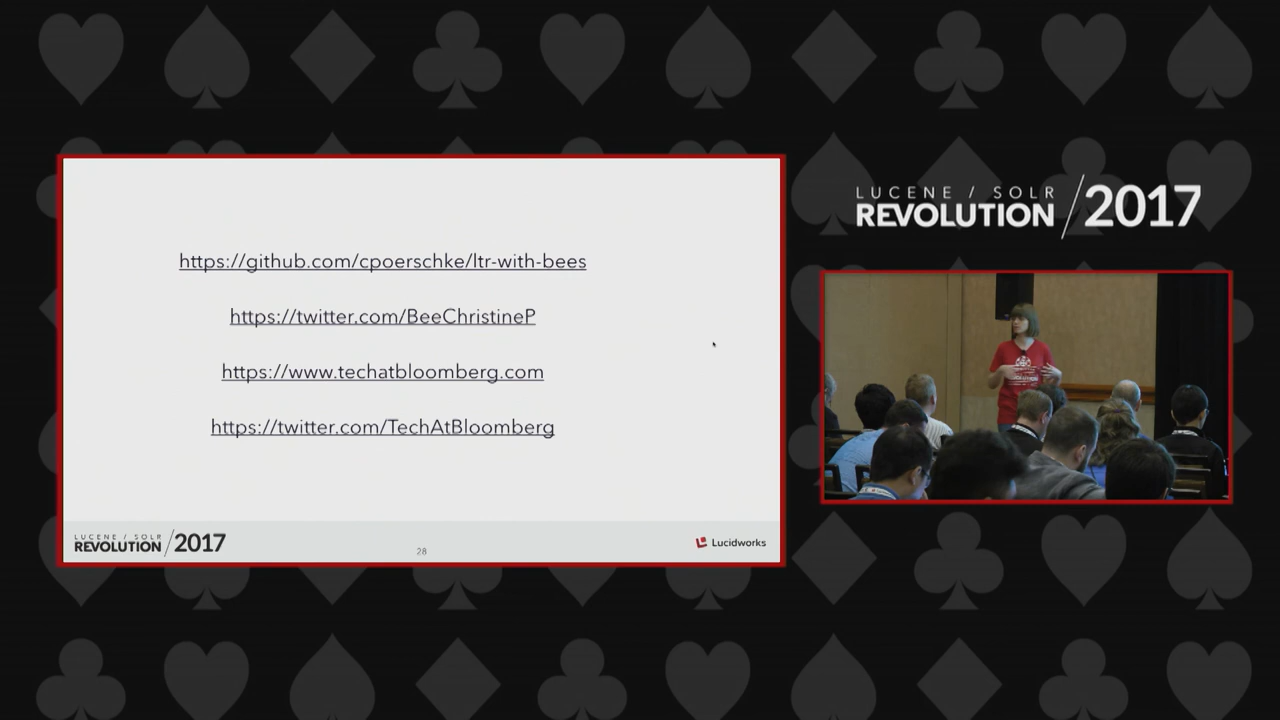 https://github.com/cpoerschke/ltr-with-bees
https://twitter.com/BeeChristineP
https://www.techatbloomberg.com
https://twitter.com/TechAtBloomberg
LUCENE / SOLR
REVOLUTION /2017
28
Lucidworks
LUCENE / SOLR
REVOLUTION /2017